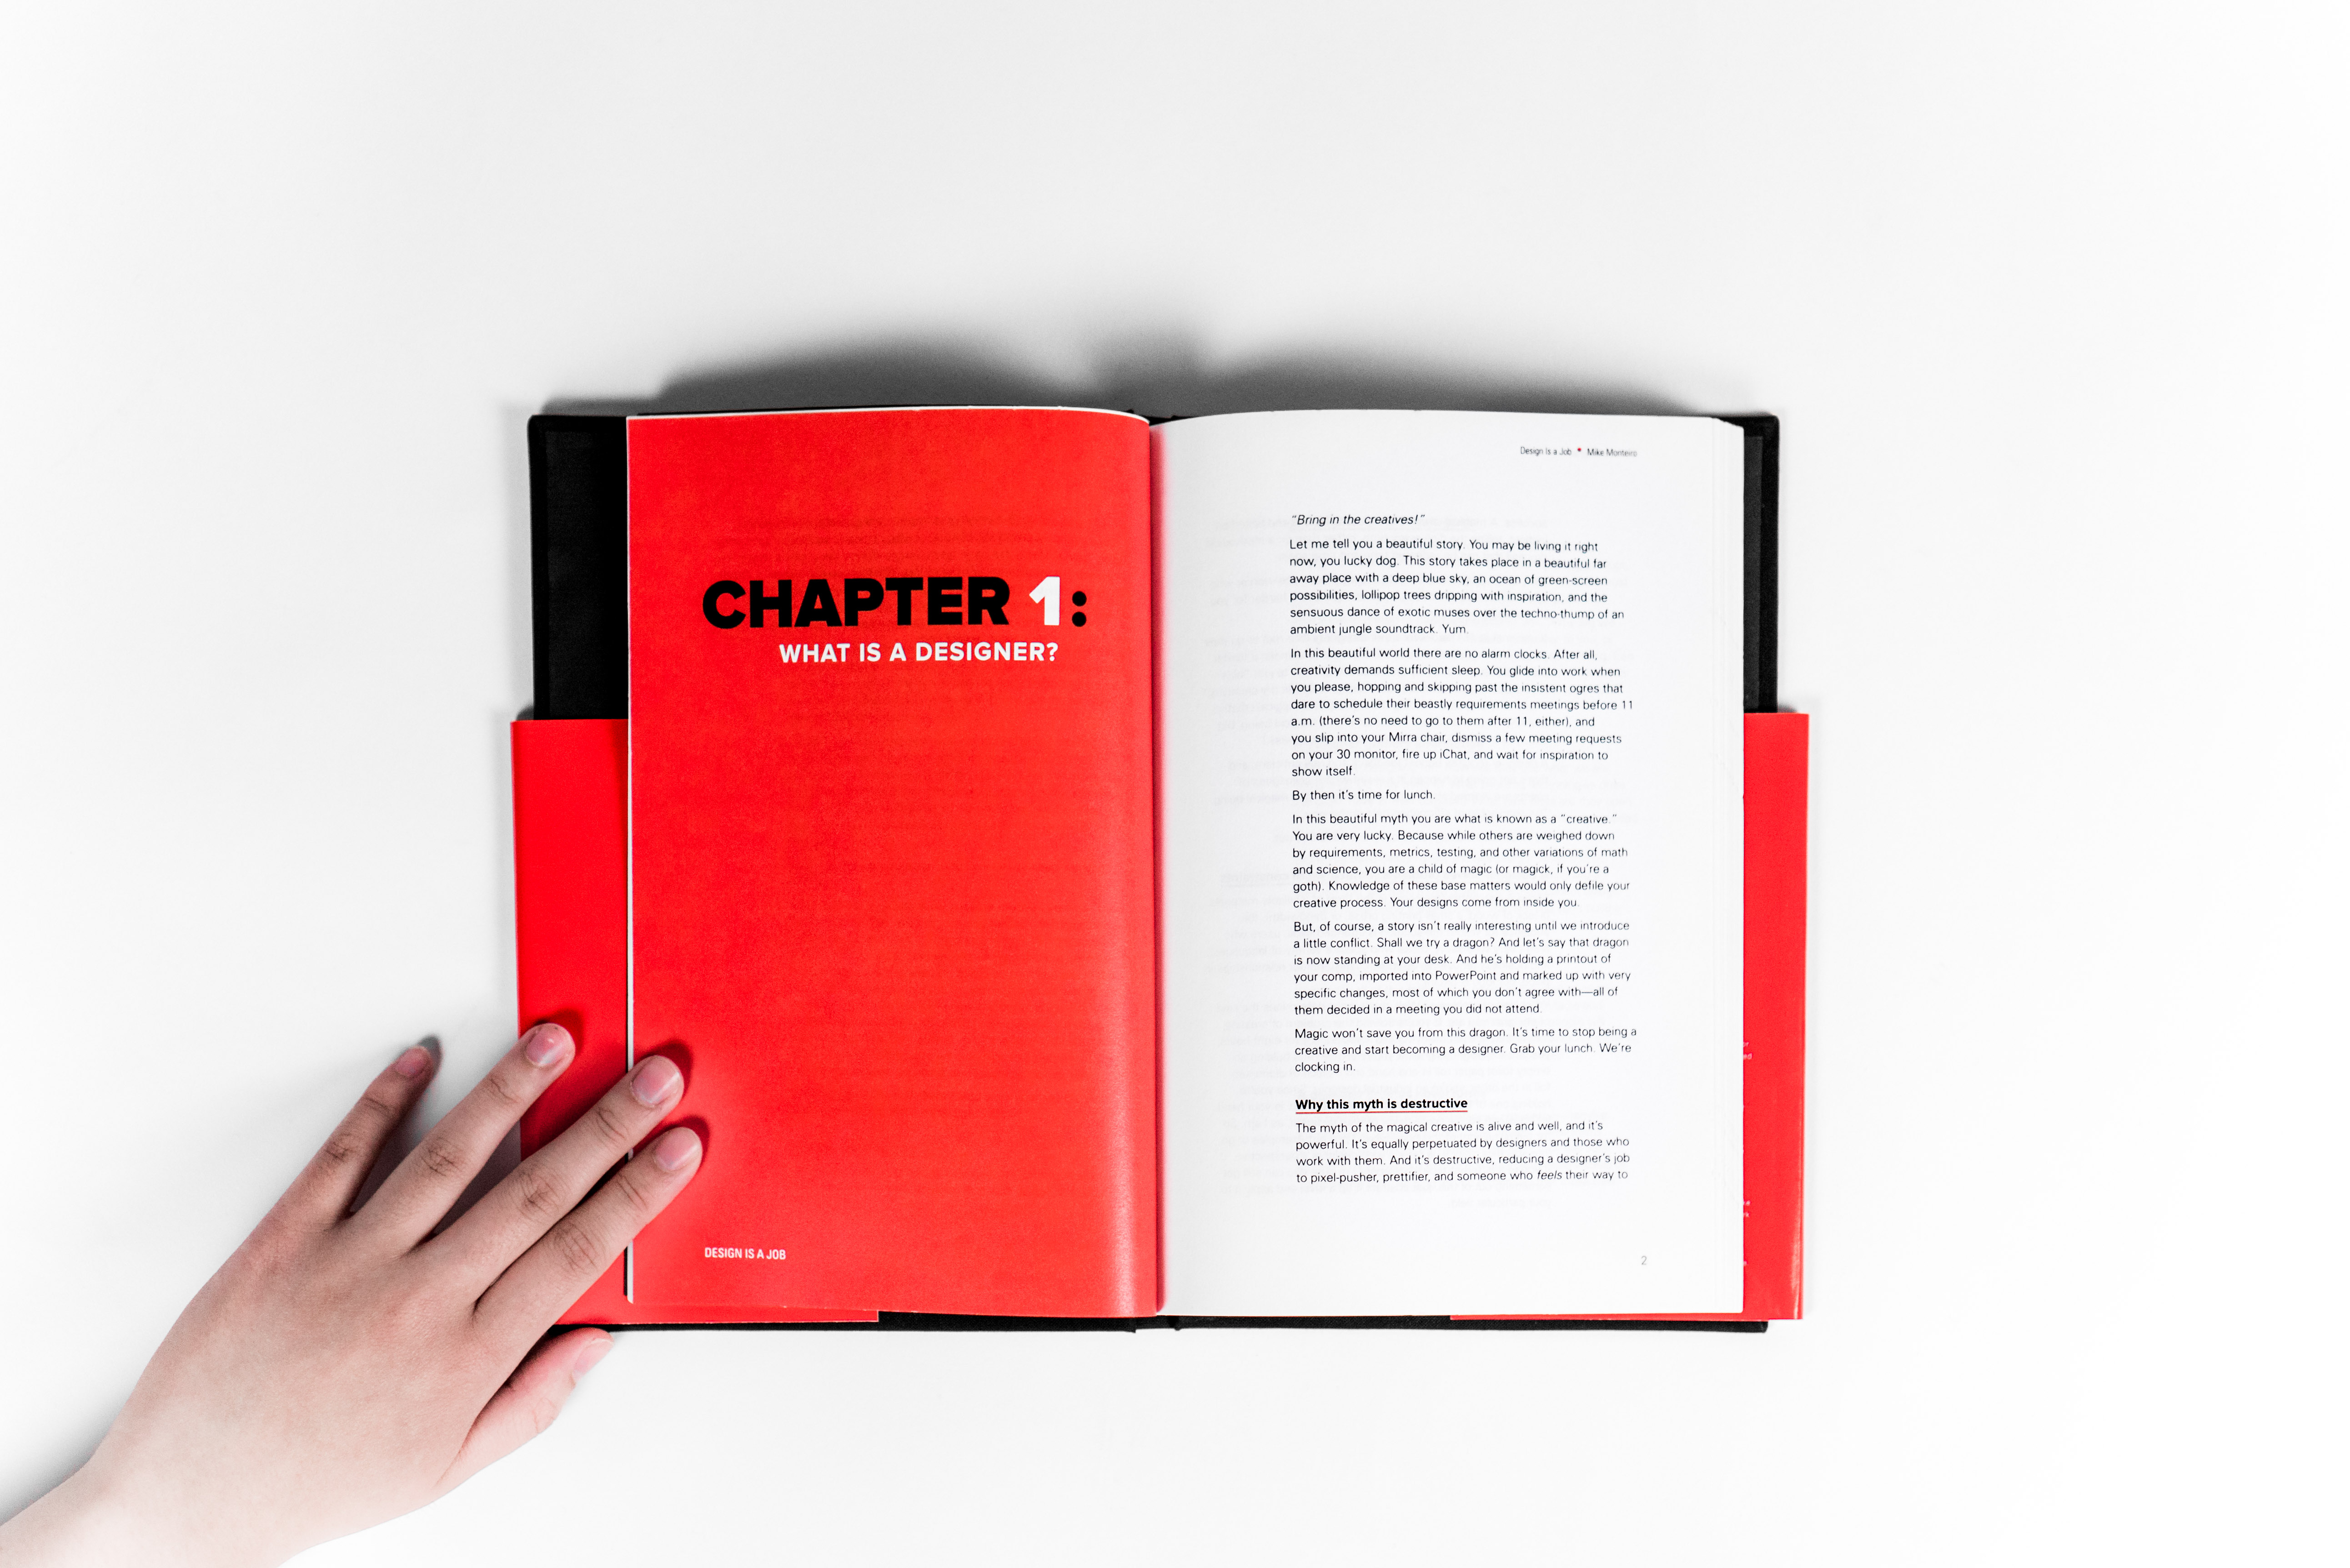 CHAPTER 1:
WHAT IS A DESIGNER?
DESIGN IS A JOB
Design Is a Job • Mike Monteiro
“Bring in the creatives!”
Let me tell you a beautiful story. You may be living it right
now, you lucky dog. This story takes place in a beautiful far
away place with a deep blue sky, an ocean of green-screen
possibilities, lollipop trees dripping with inspiration, and the
sensuous dance of exotic muses over the techno-thump of an
ambient jungle soundtrack. Yum.
In this beautiful world there are no alarm clocks. After all,
creativity demands sufficient sleep. You glide into work when
you please, hopping and skipping past the insistent ogres that
dare to schedule their beastly requirements meetings before 11
a.m. (there’s no need to go to them after 11, either), and
you slip into your Mirra chair, dismiss a few meeting requests
on your 30 monitor, fire up iChat, and wait for inspiration to
show itself.
By then it’s time for lunch.
In this beautiful myth you are what is known as a “creative.”
You are very lucky. Because while others are weighed down
by requirements, metrics, testing, and other variations of math
and science, you are a child of magic (or magick, if you’re a
goth). Knowledge of these base matters would only defile your
creative process. Your designs come from inside you.
But, of course, a story isn’t really interesting until we introduce
a little conflict. Shall we try a dragon? And let’s say that dragon
is now standing at your desk. And he’s holding a printout of
your comp, imported into PowerPoint and marked up with very
specific changes, most of which you don’t agree with—all of
them decided in a meeting you did not attend.
Magic won’t save you from this dragon. It’s time to stop being a
creative and start becoming a designer. Grab your lunch. We’re
clocking in.
Why this myth is destructive
The myth of the magical creative is alive and well, and it’s
powerful. It’s equally perpetuated by designers and those who
work with them. And it’s destructive, reducing a designer’s job
to pixel-pusher, prettifier, and someone who feels their way to
2